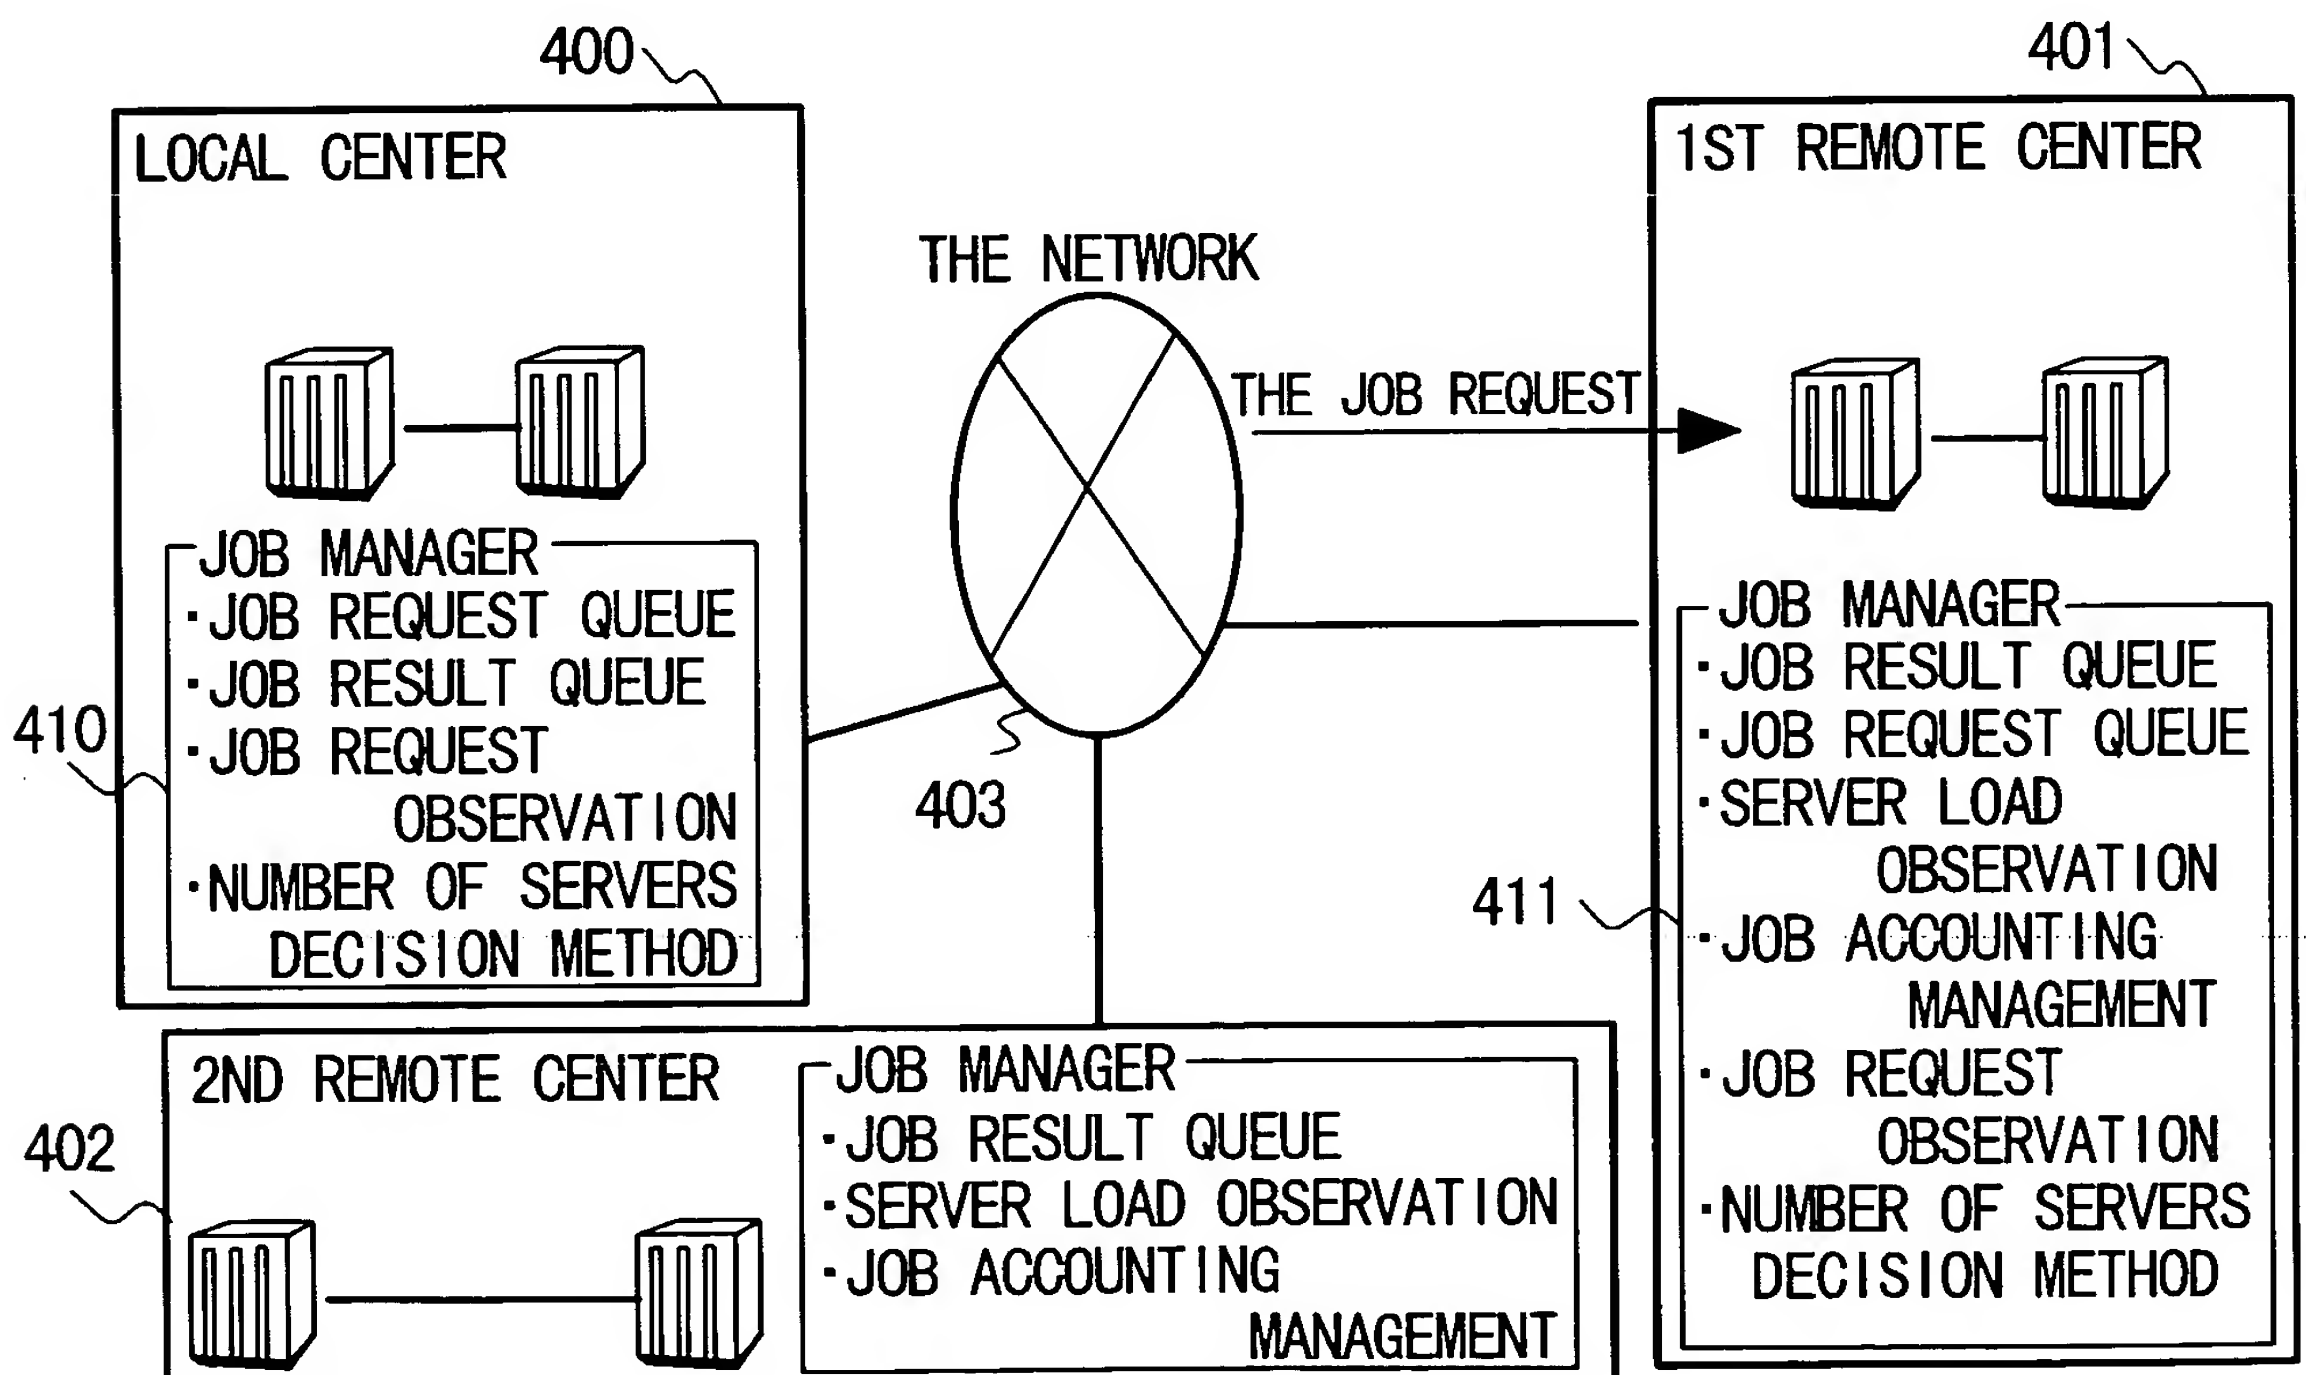 400
LOCAL CENTER
JOB MANAGER
·JOB REQUEST QUEUE
·JOB RESULT QUEUE
·JOB REQUEST
OBSERVATION
·NUMBER OF SERVERS
DECISION METHOD
410
THE NETWORK
THE JOB REQUEST
403
401
1ST REMOTE CENTER
JOB MANAGER
·JOB RESULT QUEUE
·JOB REQUEST QUEUE
·SERVER LOAD
OBSERVATION
·JOB ACCOUNTING
MANAGEMENT
·JOB REQUEST
OBSERVATION
·NUMBER OF SERVERS
DECISION METHOD
411
2ND REMOTE CENTER
402
JOB MANAGER
·JOB RESULT QUEUE
·SERVER LOAD OBSERVATION
·JOB ACCOUNTING
MANAGEMENT